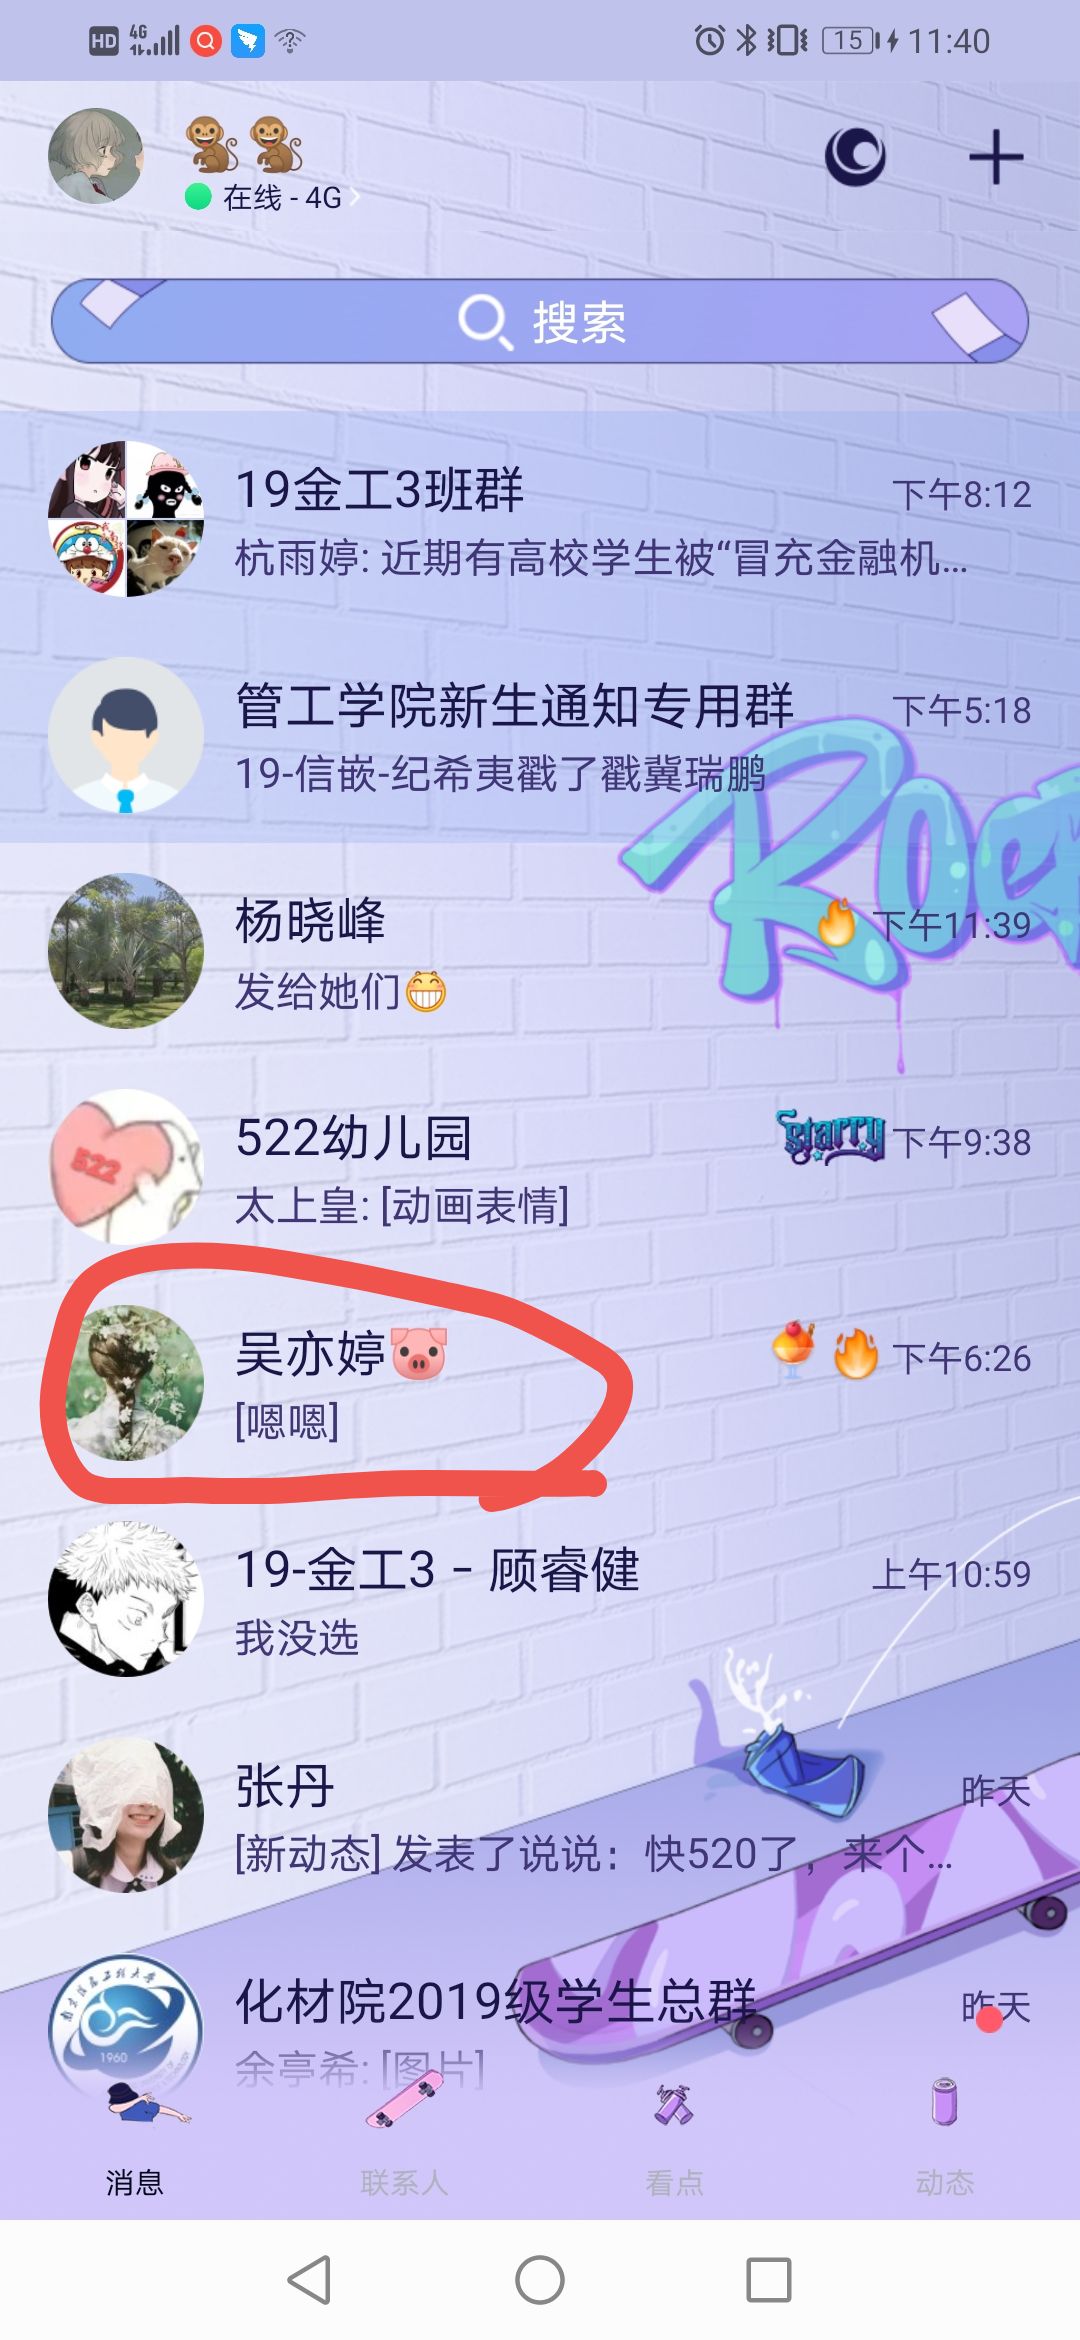 HD 4G 15 11:40
🐒🐒
在线 - 4G
搜索
19金工3班群 下午8:12
杭雨婷: 近期有高校学生被“冒充金融机...
管工学院新生通知专用群 下午5:18
19-信嵌-纪希夷戳了戳冀瑞鹏
Roc
杨晓峰 🔥 下午11:39
发给她们😁
522
522幼儿园 starry 下午9:38
太上皇: [动画表情]
吴亦婷🐷 🍧 🔥 下午6:26
[嗯嗯]
19-金工3 - 顾睿健 上午10:59
我没选
张丹 昨天
[新动态] 发表了说说：快520了，来个...
化材院2019级学生总群 昨天
1960
余亭希: [图片]
消息 联系人 看点 动态